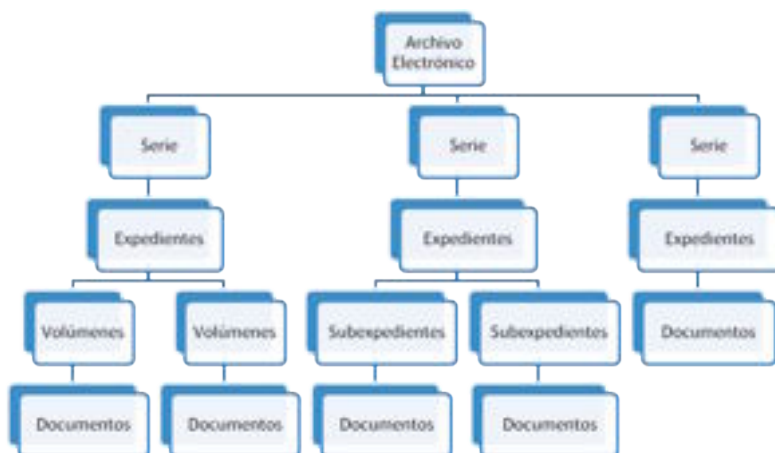 Archivo
Electrónico
Serie
Serie
Serie
Expedientes
Expedientes
Expedientes
Volúmenes
Volúmenes
Subexpedientes
Subexpedientes
Documentos
Documentos
Documentos
Documentos
Documentos